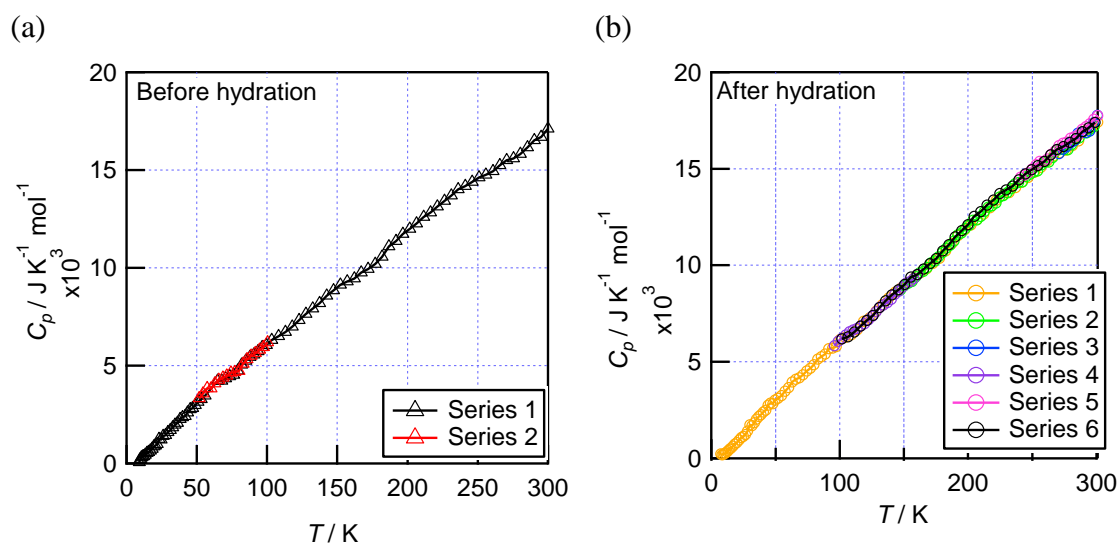 (a)
Before hydration
20
15
10
5
0
C_p / J K^-1 mol^-1
x10^3
0
50
100
150
200
250
300
T / K
Series 1
Series 2
(b)
After hydration
20
15
10
5
0
C_p / J K^-1 mol^-1
x10^3
0
100
200
300
T / K
Series 1
Series 2
Series 3
Series 4
Series 5
Series 6